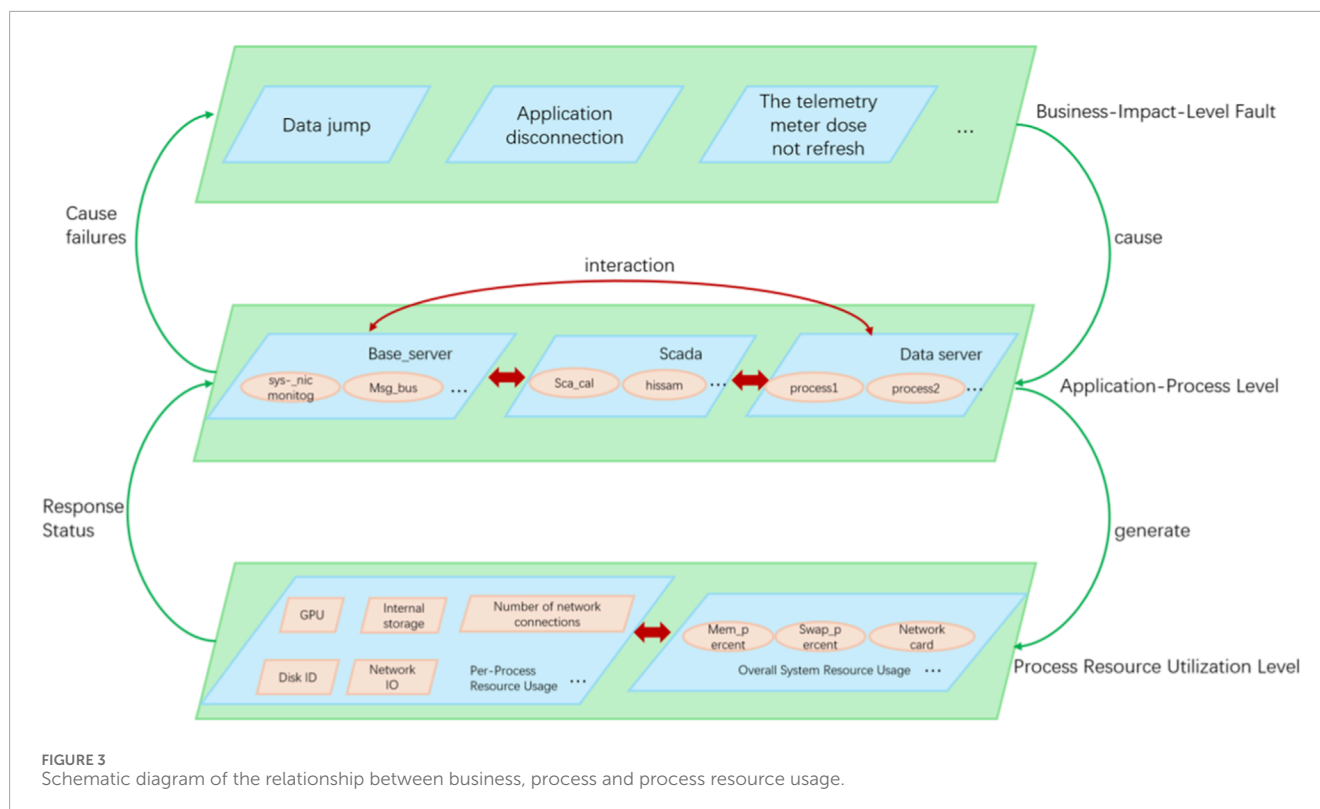 Data jump
Application
disconnection
The telemetry
meter dose
not refresh
...
Business-Impact-Level Fault
Cause
failures
cause
interaction
Base_server
sys-_nic
monitog
Msg_bus
...
Scada
Sca_cal
hissam
...
Data server
process1
process2
...
Application-Process Level
Response
Status
generate
GPU
Internal
storage
Number of network
connections
Disk ID
Network
IO
Per-Process
Resource Usage
...
Mem_p
ercent
Swap_p
ercent
Network
card
Overall System Resource Usage
...
Process Resource Utilization Level
FIGURE 3
Schematic diagram of the relationship between business, process and process resource usage.